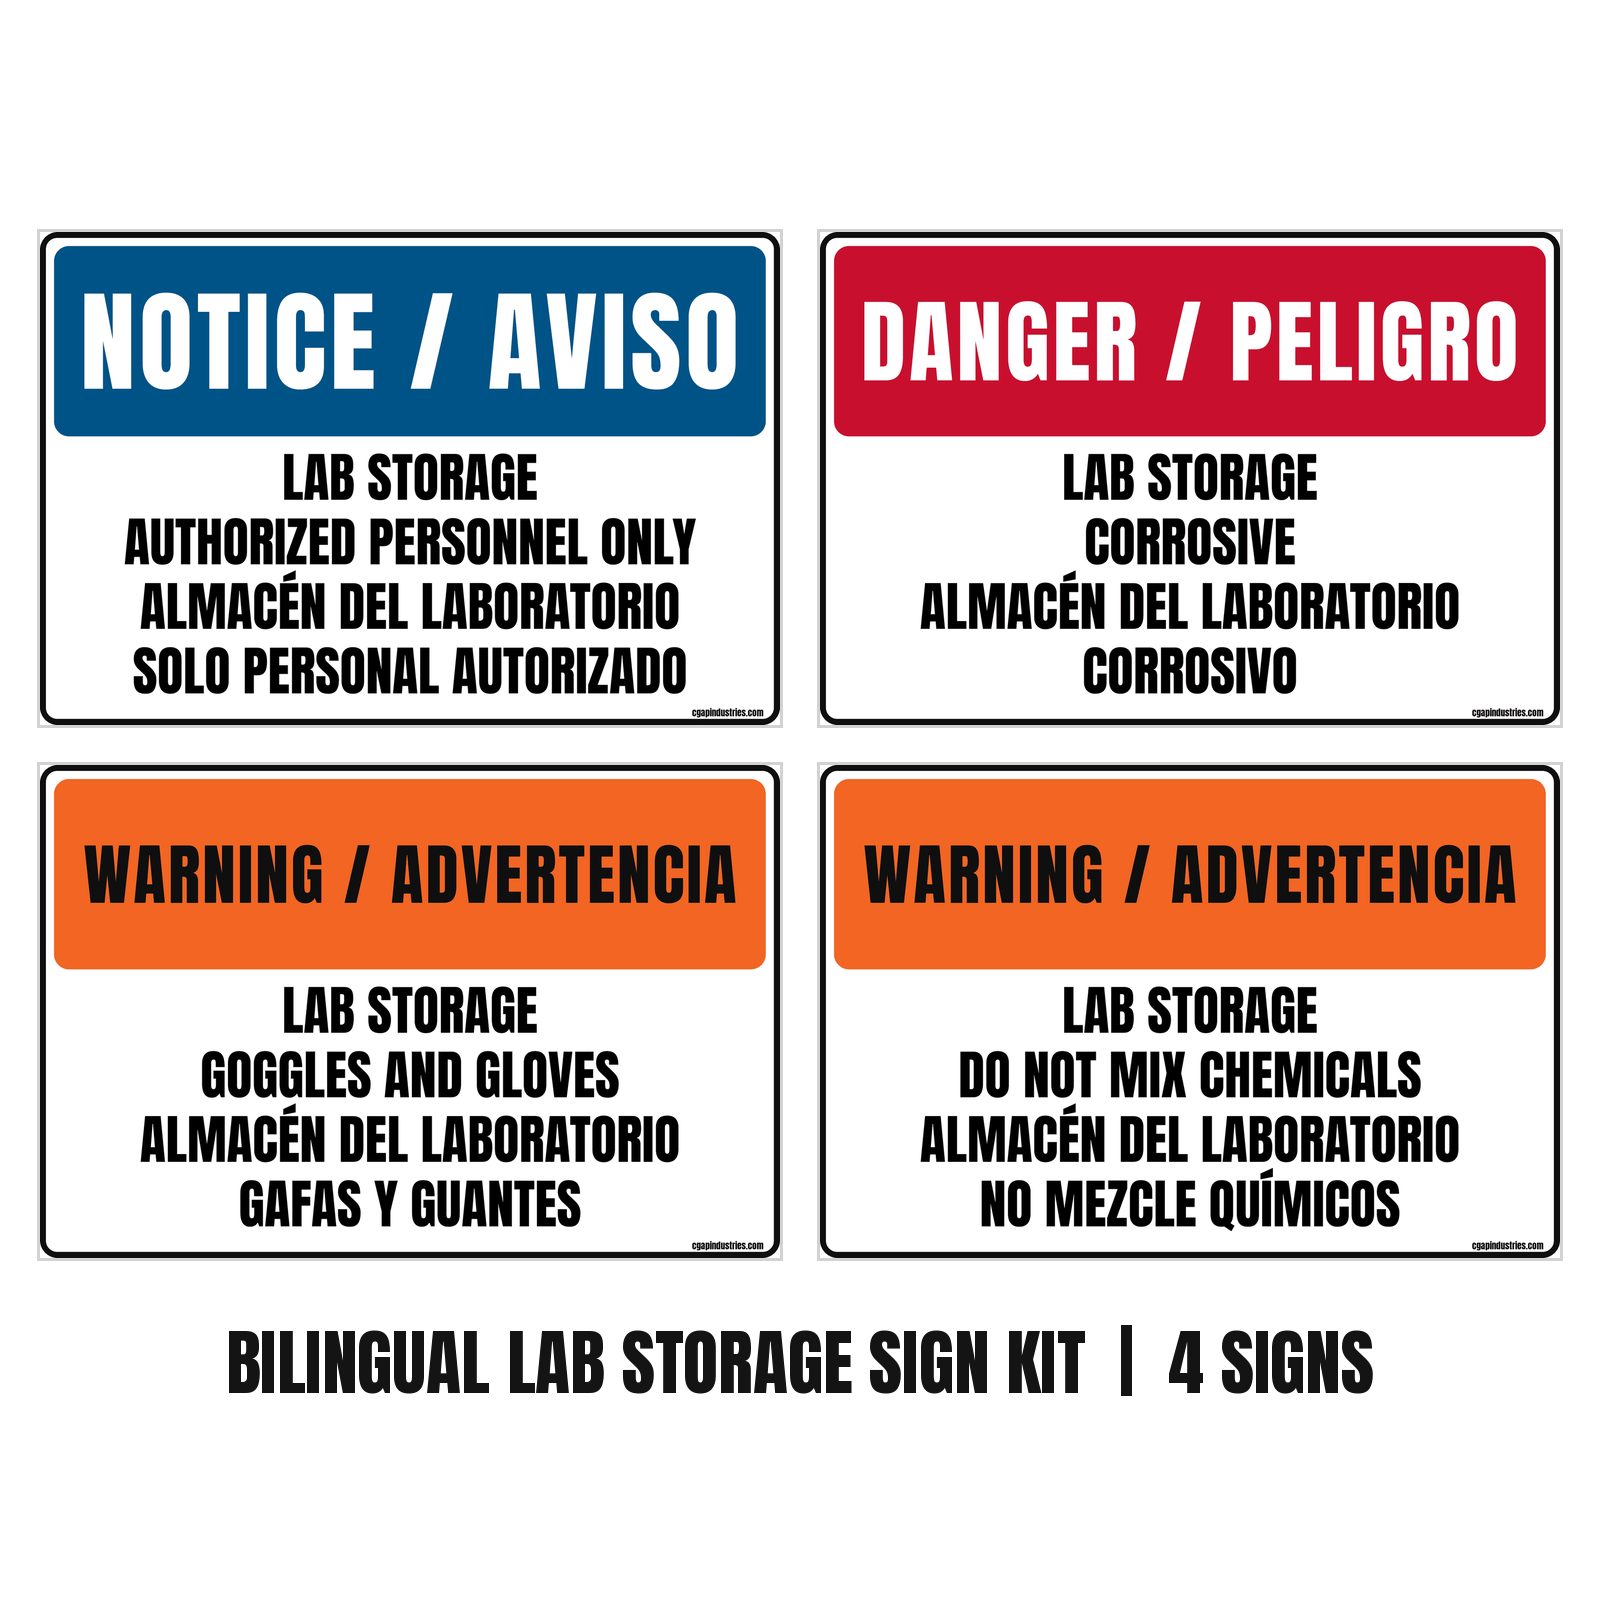 NOTICE / AVISO
LAB STORAGE
AUTHORIZED PERSONNEL ONLY
ALMACÉN DEL LABORATORIO
SOLO PERSONAL AUTORIZADO
cgapindustries.com
DANGER / PELIGRO
LAB STORAGE
CORROSIVE
ALMACÉN DEL LABORATORIO
CORROSIVO
cgapindustries.com
WARNING / ADVERTENCIA
LAB STORAGE
GOGGLES AND GLOVES
ALMACÉN DEL LABORATORIO
GAFAS Y GUANTES
cgapindustries.com
WARNING / ADVERTENCIA
LAB STORAGE
DO NOT MIX CHEMICALS
ALMACÉN DEL LABORATORIO
NO MEZCLE QUÍMICOS
cgapindustries.com
BILINGUAL LAB STORAGE SIGN KIT | 4 SIGNS